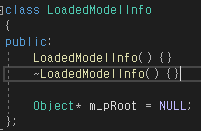 class LoadedModelInfo
{
public:
LoadedModelInfo() {}
~LoadedModelInfo() {}
Object* m_pRoot = NULL;
};